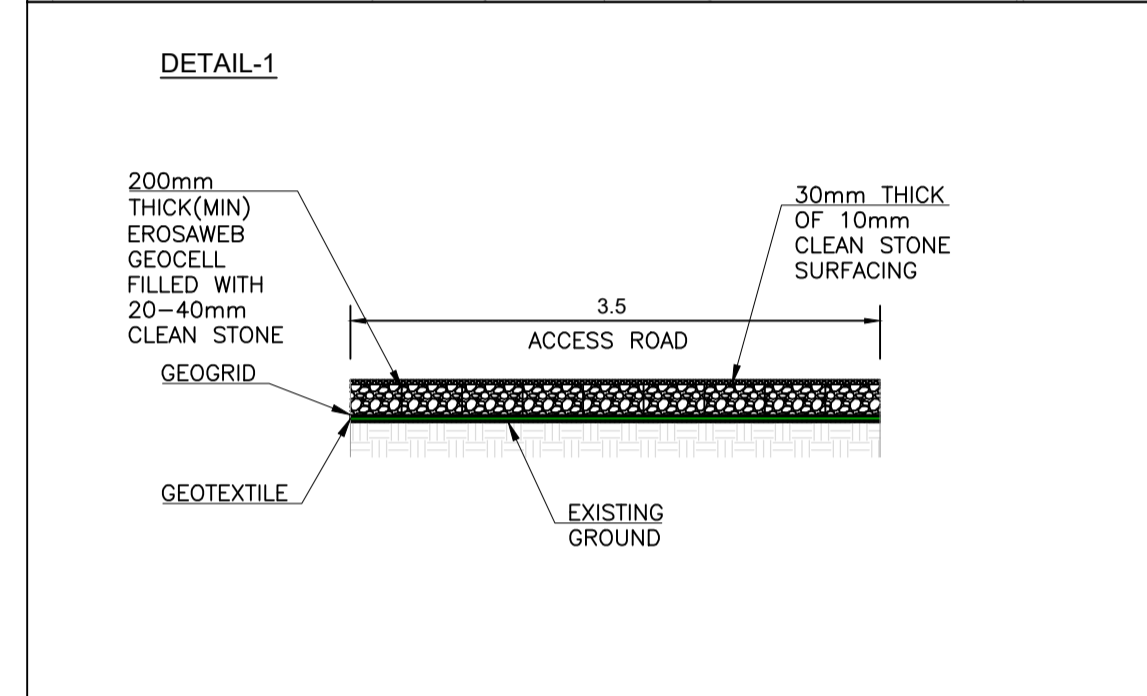 DETAIL-1
200mm
THICK(MIN)
EROSAWEB
GEOCELL
FILLED WITH
20-40mm
CLEAN STONE
30mm THICK
OF 10mm
CLEAN STONE
SURFACING
3.5
ACCESS ROAD
GEOGRID
GEOTEXTILE
EXISTING
GROUND